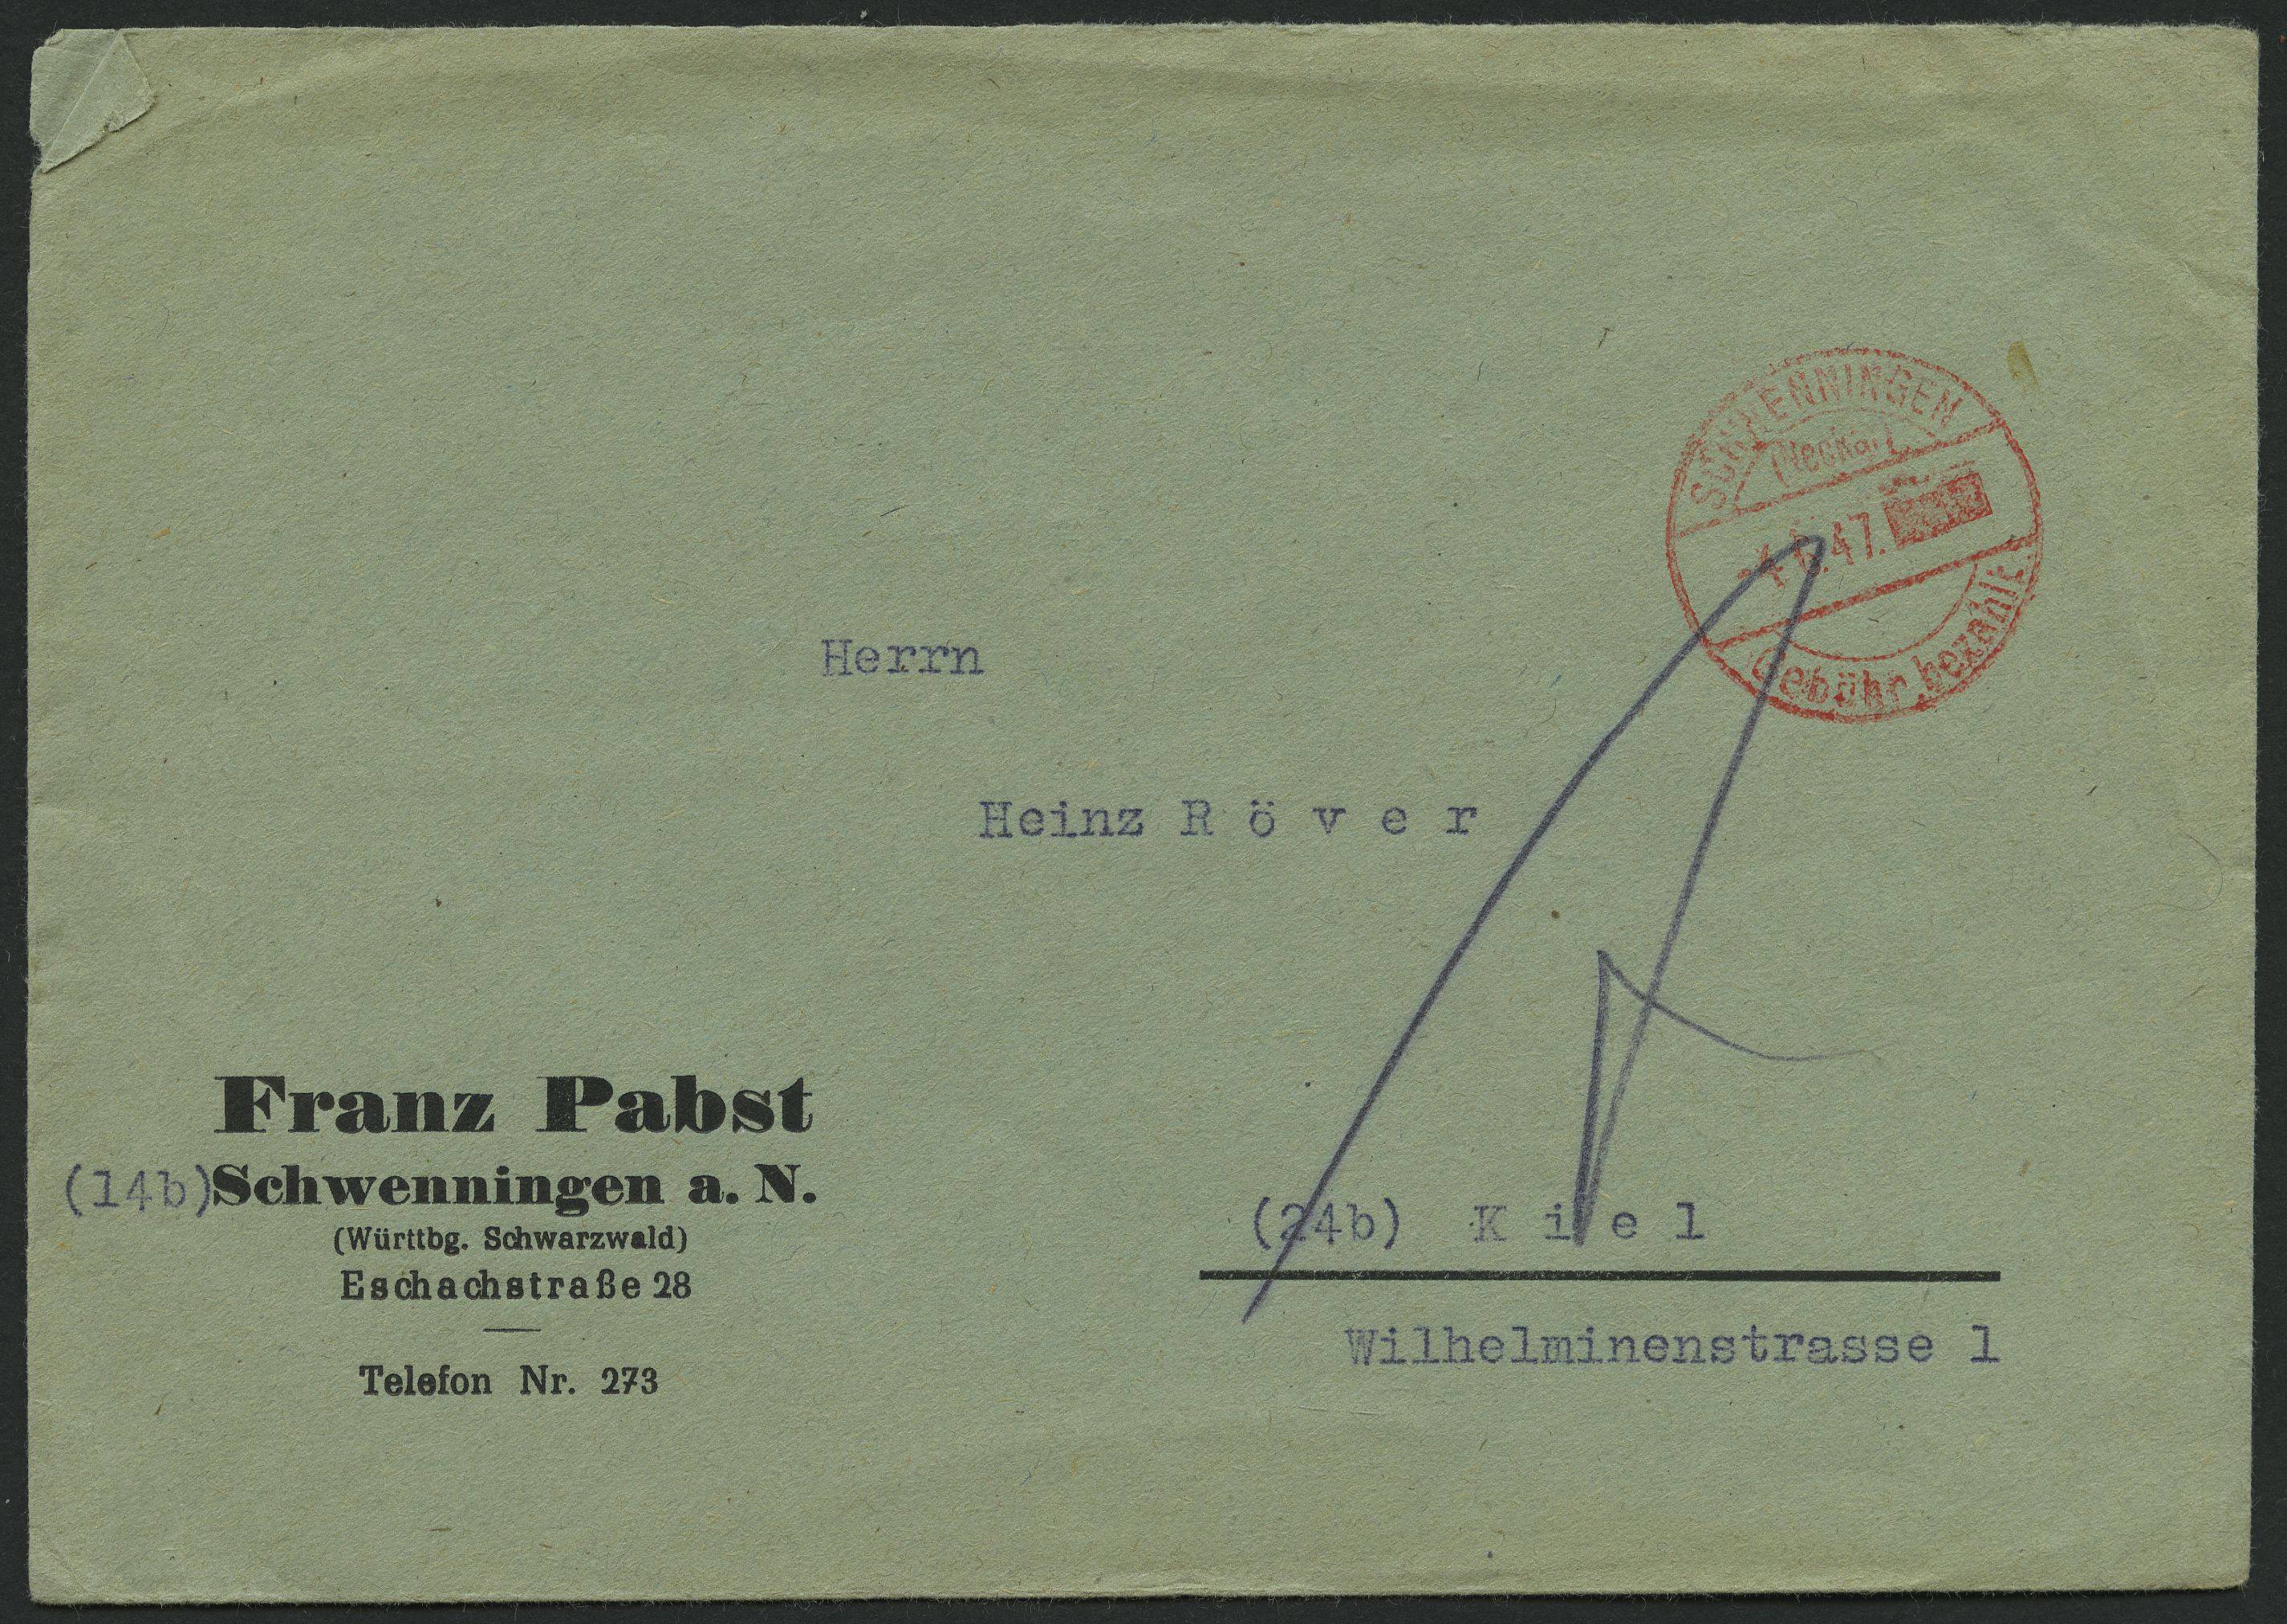 SCHWENNINGEN
(Neckar)
47.
Gebühr bezahlt
Herrn
Heinz R ö v e r
Franz Pabst
(14b) Schwenningen a. N.
(Württbg. Schwarzwald)
Eschachstraße 28
Telefon Nr. 273
(24b) K i e l
Wilhelminenstrasse 1